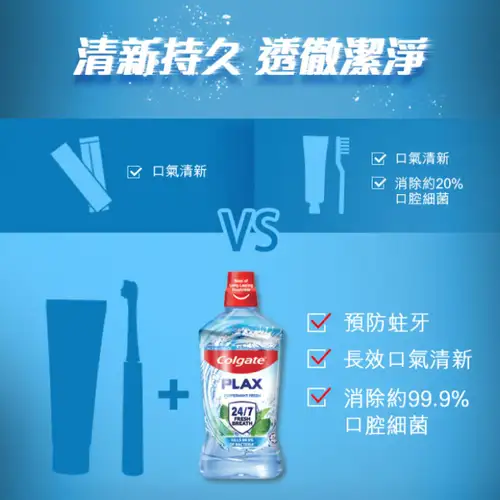 清新持久 透徹潔淨
口氣清新
口氣清新
消除約20%
口腔細菌
VS
預防蛀牙
長效口氣清新
消除約99.9%
口腔細菌
+
Colgate
PLAX
PEPPERMINT FRESH
24/7
FRESH
BREATH